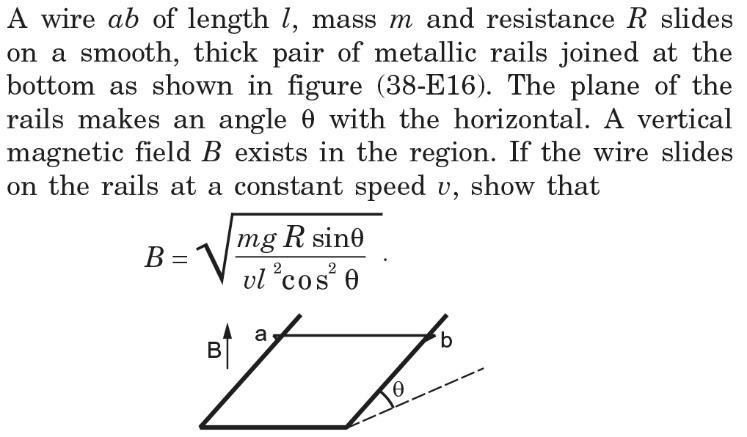 A wire ab of length l, mass m and resistance R slides
on a smooth, thick pair of metallic rails joined at the
bottom as shown in figure (38-E16). The plane of the
rails makes an angle θ with the horizontal. A vertical
magnetic field B exists in the region. If the wire slides
on the rails at a constant speed v, show that
B = √(mg R sinθ / vl²cos²θ) .
a
b
B
θ